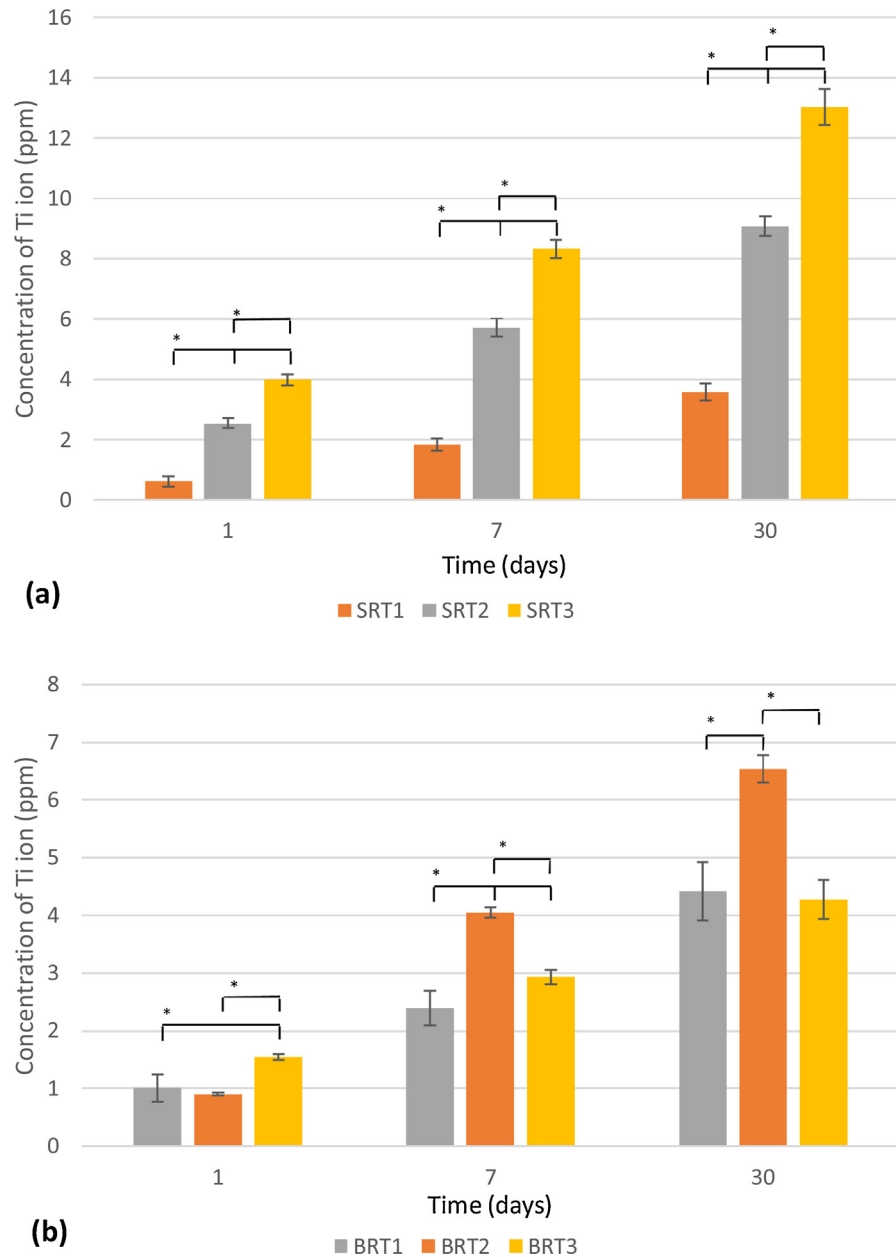 Concentration of Ti ion (ppm)
16
14
12
10
8
6
4
2
0
* *
* *
* *
1 7 30
Time (days)
(a)
SRT1 SRT2 SRT3
Concentration of Ti ion (ppm)
8
7
6
5
4
3
2
1
0
* *
* *
* *
1 7 30
Time (days)
(b)
BRT1 BRT2 BRT3